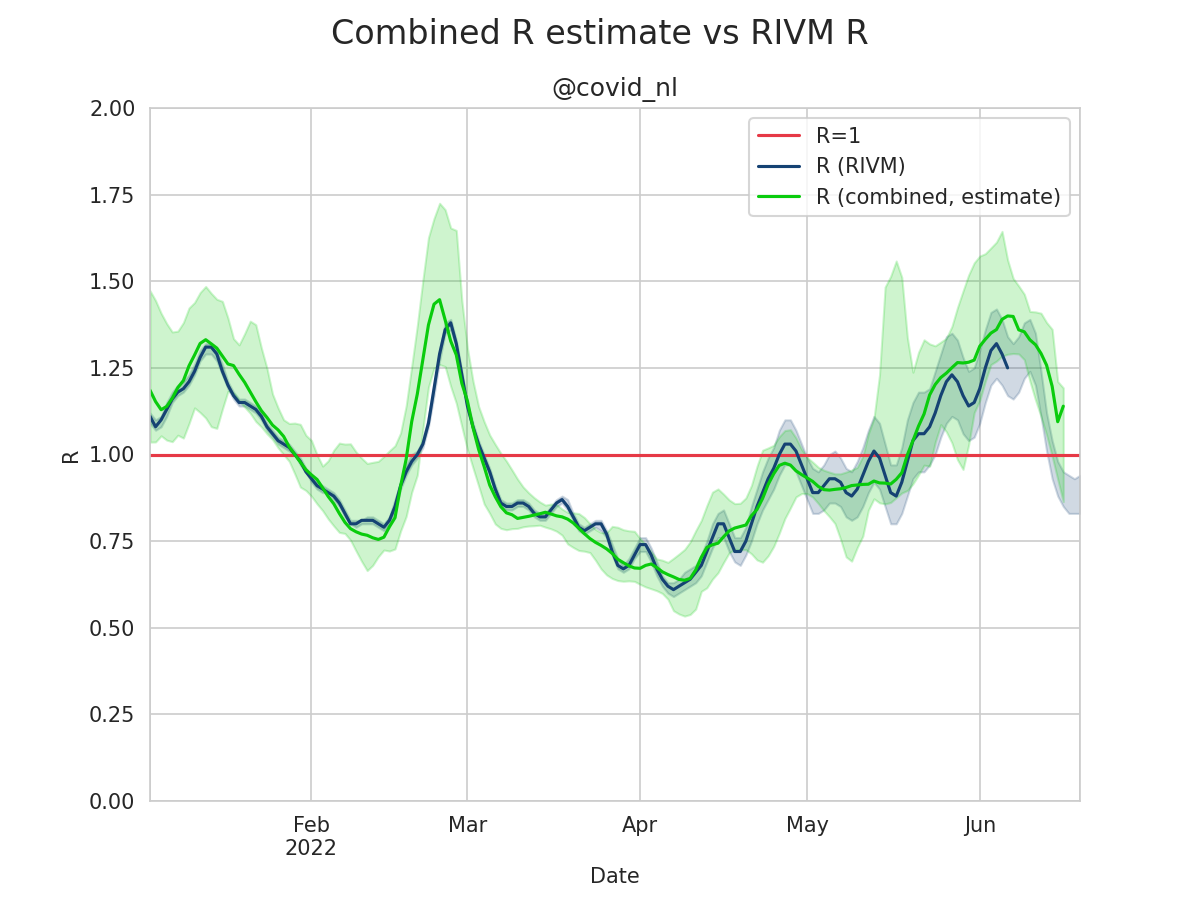 Combined R estimate vs RIVM R
@covid_nl
2.00
1.75
1.50
1.25
1.00
0.75
0.50
0.25
0.00
R
R=1
R (RIVM)
R (combined, estimate)
Feb
2022
Mar
Apr
May
Jun
Date